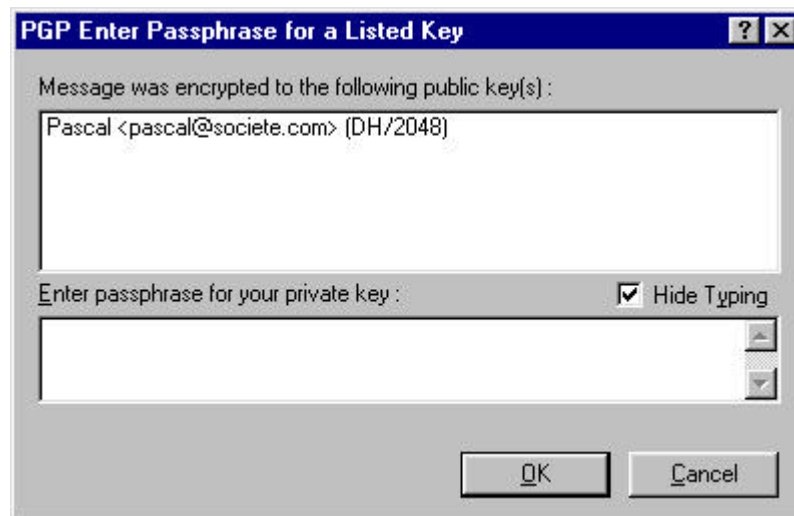 PGP Enter Passphrase for a Listed Key
Message was encrypted to the following public key(s) :
Pascal <pascal@societe.com> (DH/2048)
Enter passphrase for your private key :
Hide Typing
OK
Cancel